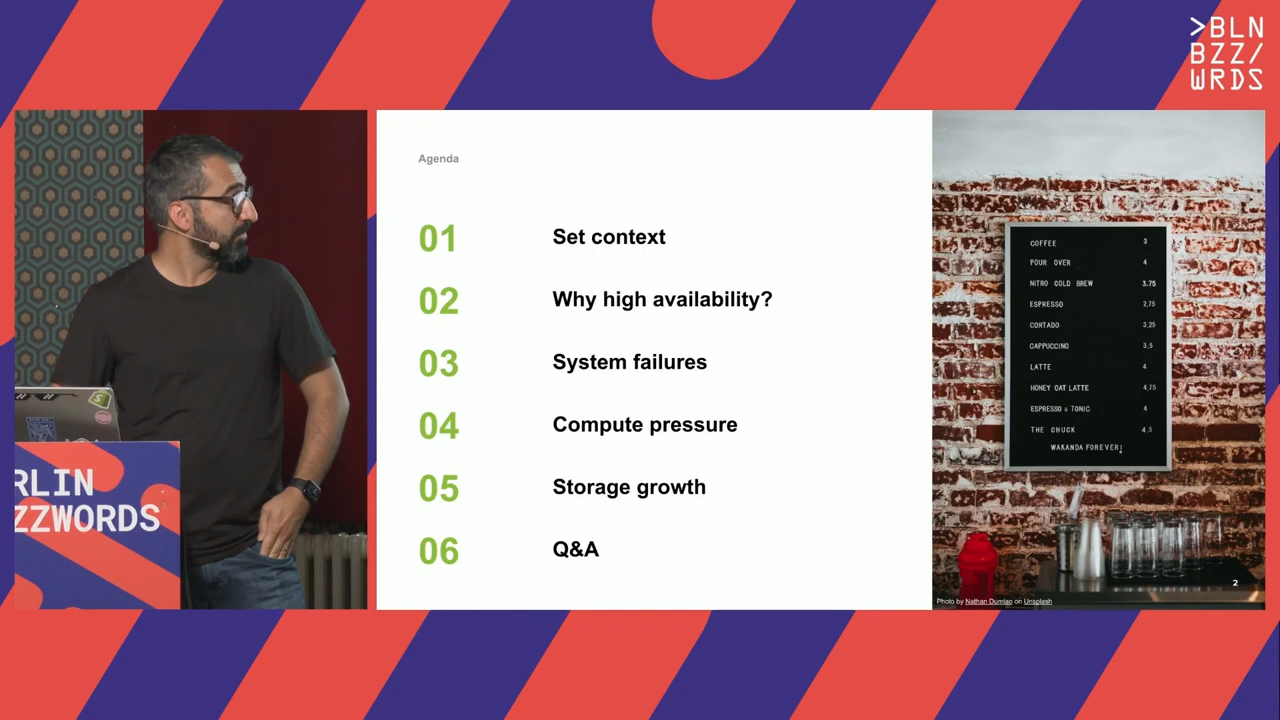 >BLN
BZZ/
WRDS
RLIN
ZZWORDS
Agenda
01 Set context
02 Why high availability?
03 System failures
04 Compute pressure
05 Storage growth
06 Q&A
COFFEE 3
POUR OVER 4
NITRO COLD BREW 3.75
ESPRESSO 2,75
CORTADO 3,25
CAPPUCCINO 3,5
LATTE 4
HONEY OAT LATTE 4,75
ESPRESSO & TONIC 4
THE CHUCK 4.5
WAKANDA FOREVER!
2
Photo by Nathan Dumlao on Unsplash